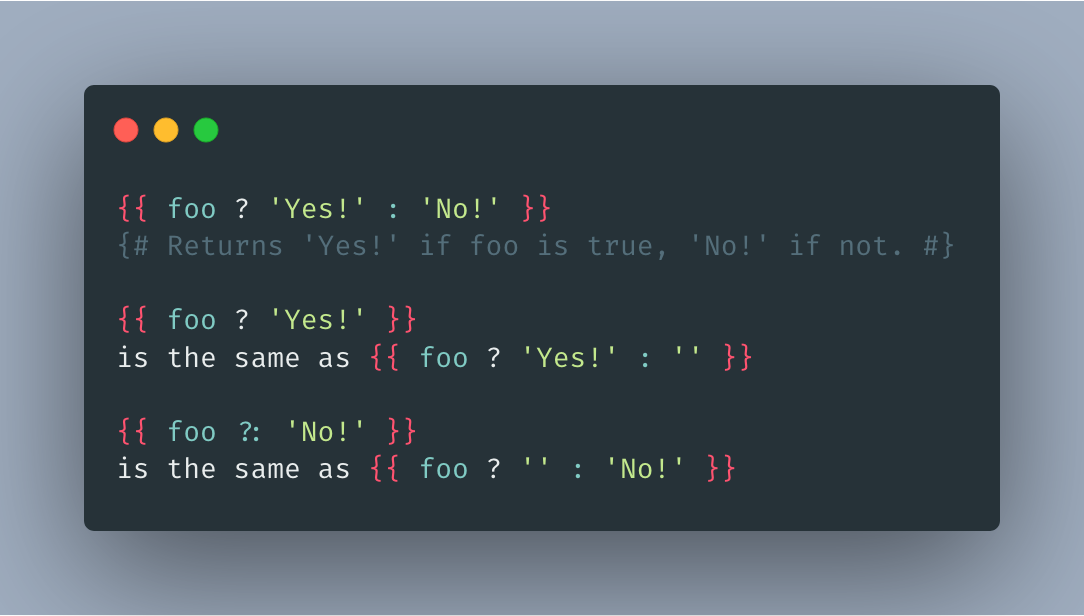 {{ foo ? 'Yes!' : 'No!' }}
{# Returns 'Yes!' if foo is true, 'No!' if not. #}
{{ foo ? 'Yes!' }}
is the same as {{ foo ? 'Yes!' : '' }}
{{ foo ?: 'No!' }}
is the same as {{ foo ? '' : 'No!' }}